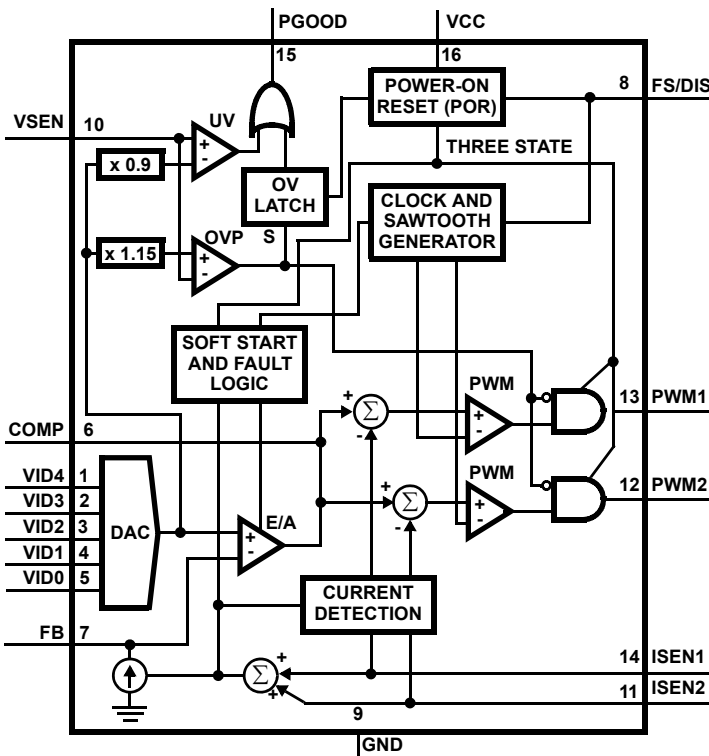 PGOOD
VCC
15
16
POWER-ON
RESET (POR)
8 FS/DIS
VSEN 10
UV
+
-
x 0.9
THREE STATE
OV
LATCH
CLOCK AND
SAWTOOTH
GENERATOR
S
OVP
x 1.15
+
-
SOFT START
AND FAULT
LOGIC
PWM
+
Σ
-
+
-
13 PWM1
COMP 6
PWM
+
Σ
-
+
-
12 PWM2
VID4 1
VID3 2
VID2 3
VID1 4
VID0 5
DAC
E/A
+
-
CURRENT
DETECTION
FB 7
Σ
+
+
14 ISEN1
11 ISEN2
9
GND